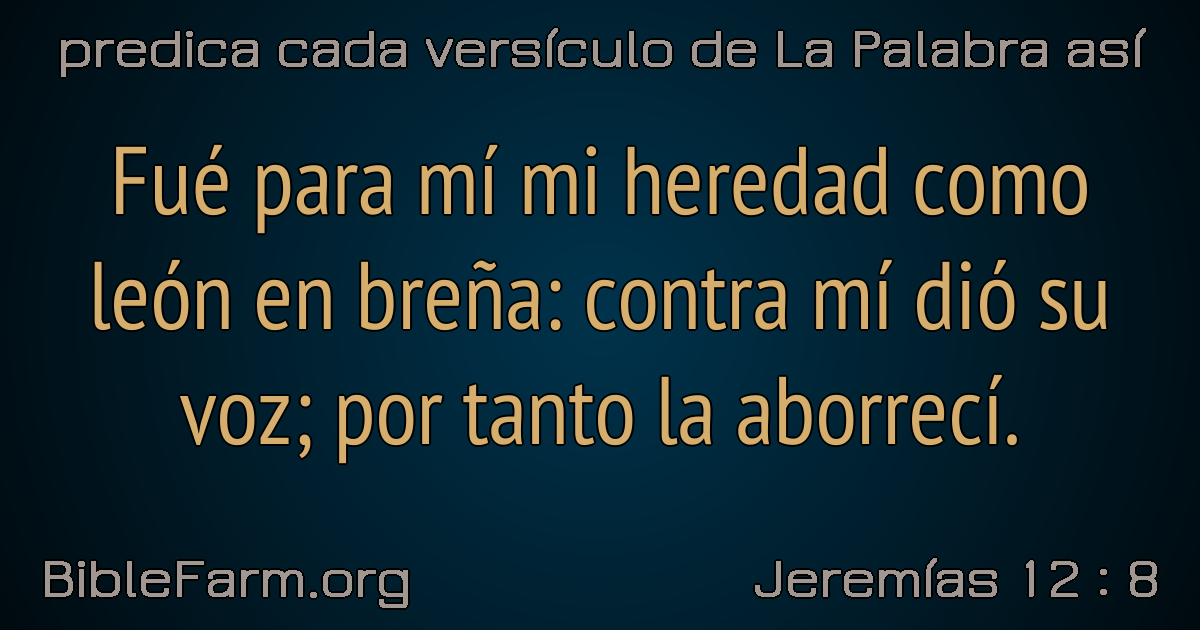 predica cada versículo de La Palabra así
Fué para mí mi heredad como
león en breña: contra mí dió su
voz; por tanto la aborrecí.
BibleFarm.org
Jeremías 12 : 8